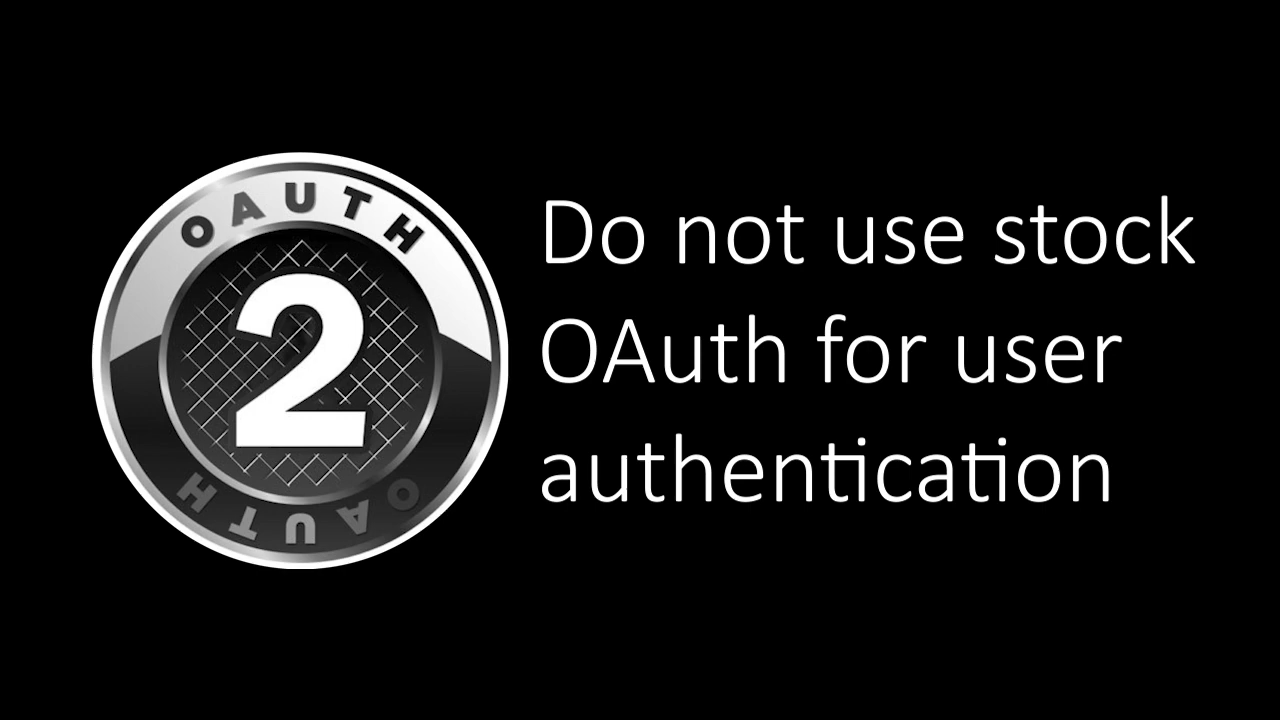 OAUTH
2
OAUTH
Do not use stock
OAuth for user
authentication